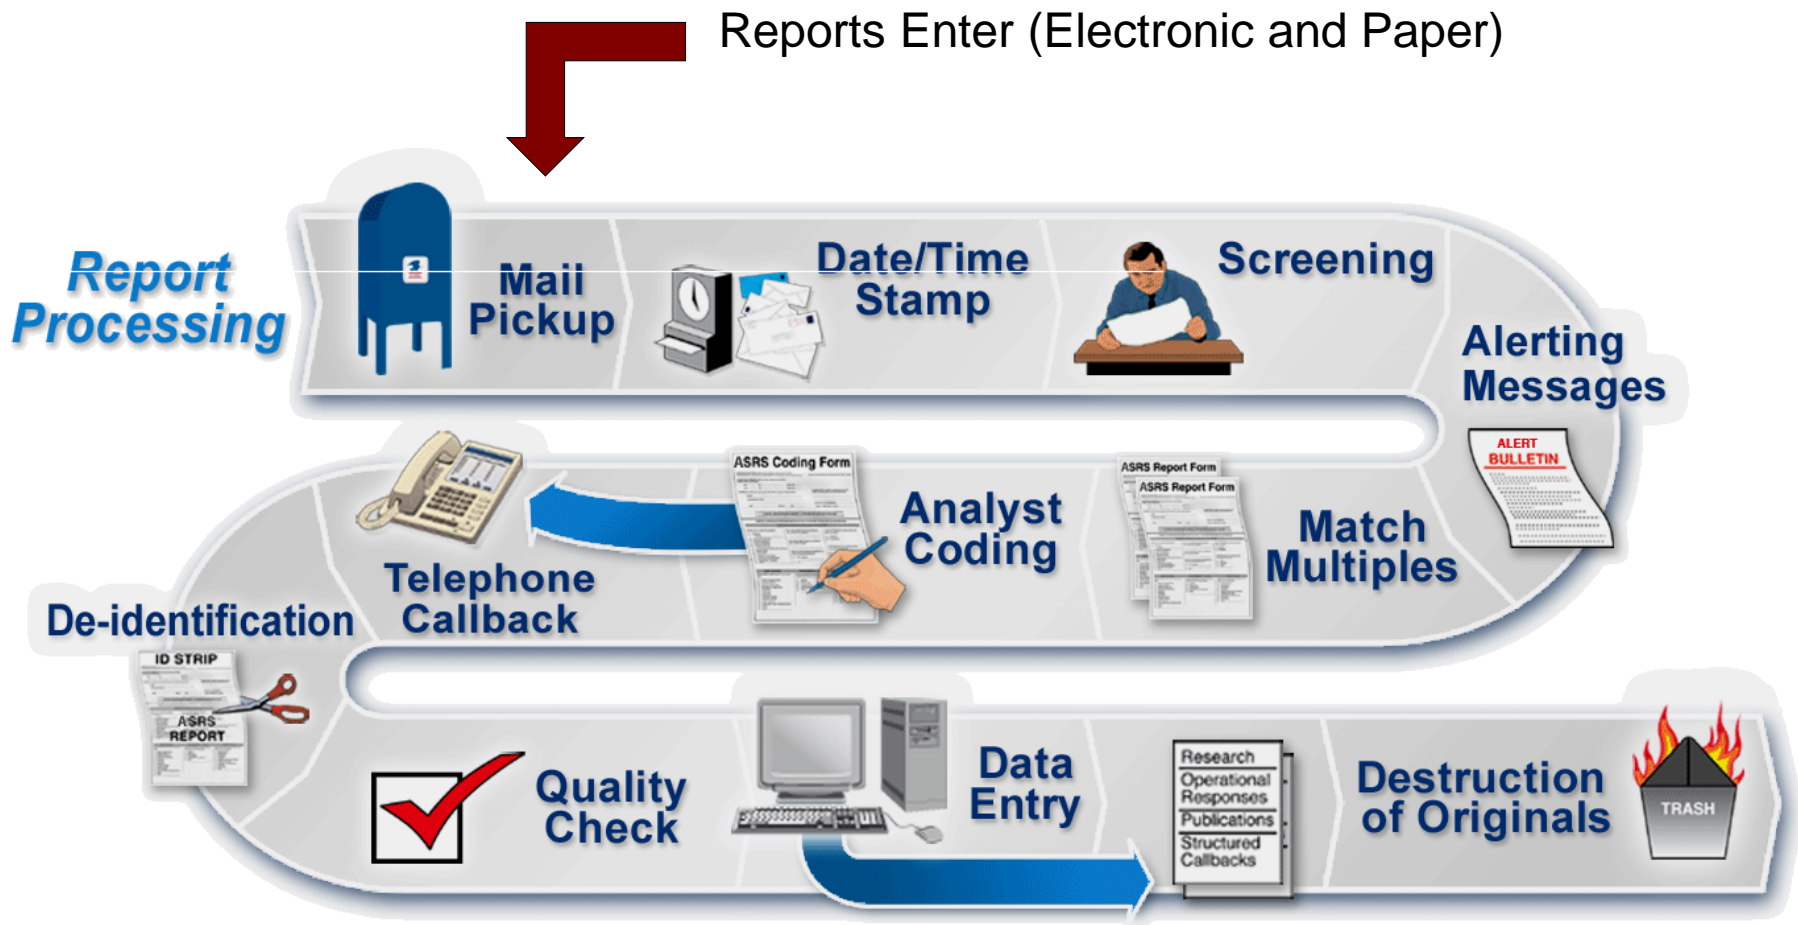 Reports Enter (Electronic and Paper)
Report
Processing
Mail
Pickup
Date/Time
Stamp
Screening
Alerting
Messages
ALERT
BULLETIN
ASRS Report Form
ASRS Report Form
Match
Multiples
ASRS Coding Form
Analyst
Coding
Telephone
Callback
De-identification
ID STRIP
ASRS
REPORT
Quality
Check
Data
Entry
Research
Operational
Responses
Publications
Structured
Callbacks
Destruction
of Originals
TRASH